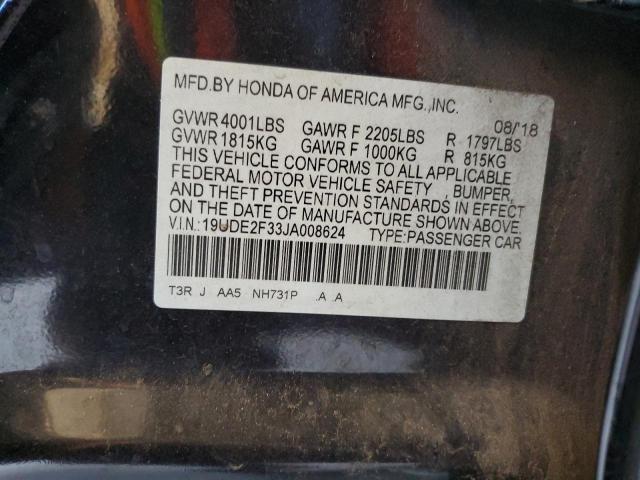 MFD.BY HONDA OF AMERICA MFG.,INC. 08/18
GVWR 4001LBS GAWR F 2205LBS R 1797LBS
GVWR 1815KG GAWR F 1000KG R 815KG
THIS VEHICLE CONFORMS TO ALL APPLICABLE
FEDERAL MOTOR VEHICLE SAFETY , BUMPER,
AND THEFT PREVENTION STANDARDS IN EFFECT
ON THE DATE OF MANUFACTURE SHOWN ABOVE.
V.I.N.:19UDE2F33JA008624 TYPE:PASSENGER CAR
T3R J AA5 NH731P .A .A